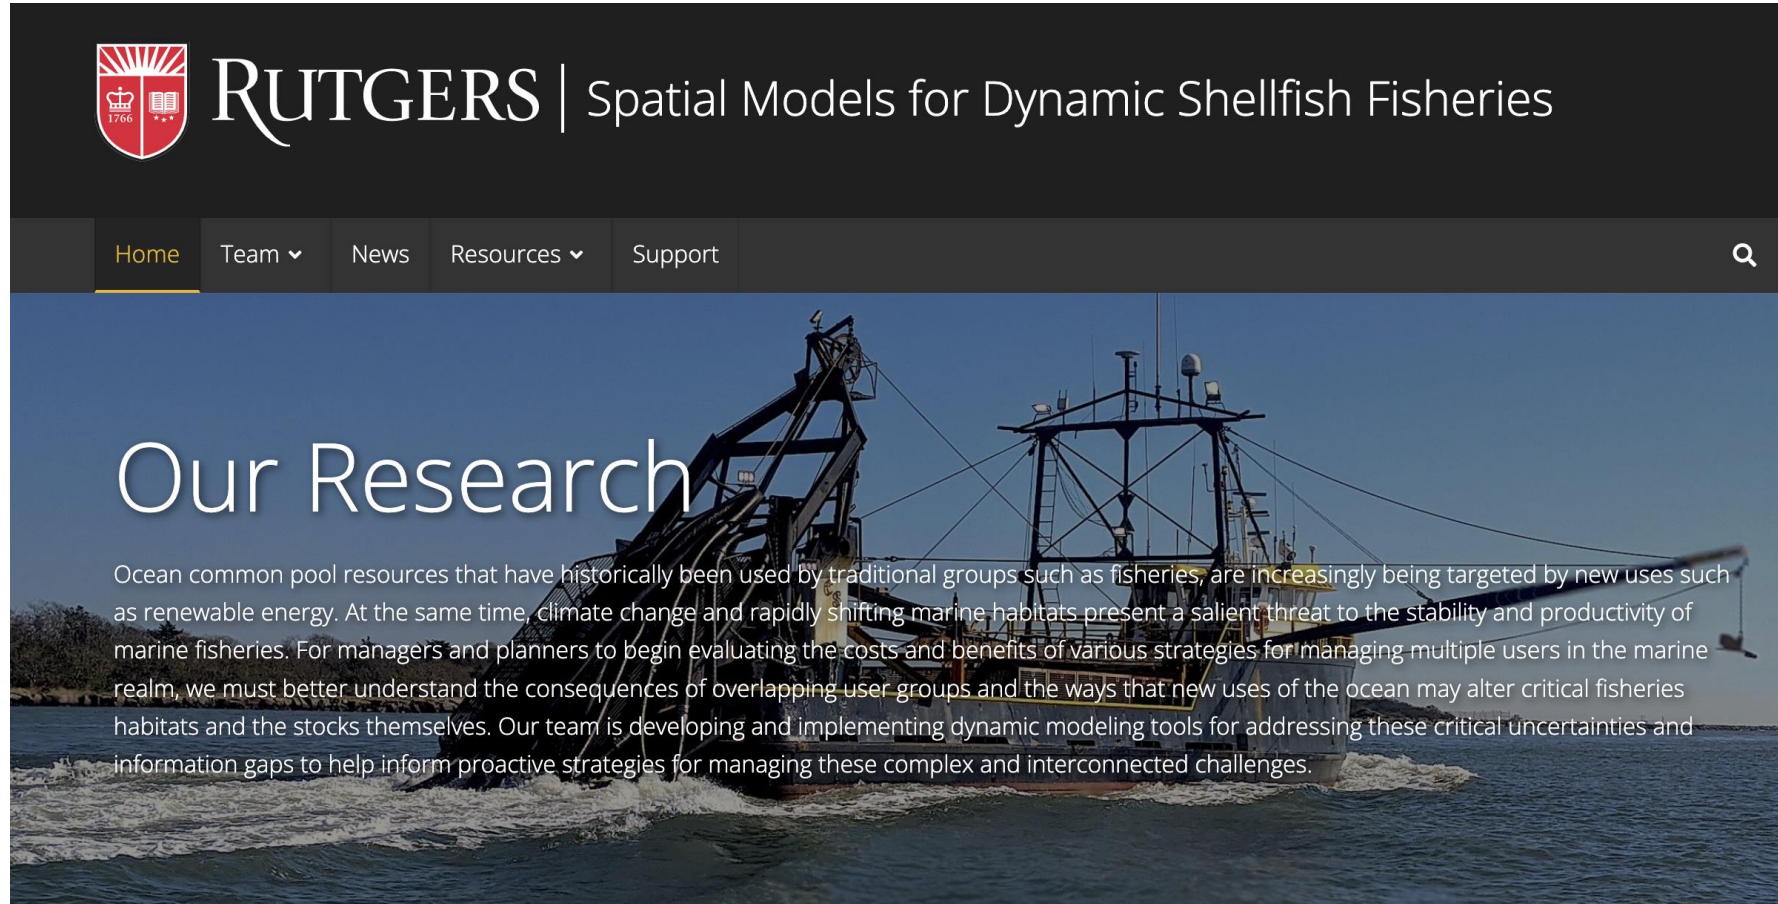 1766
RUTGERS | Spatial Models for Dynamic Shellfish Fisheries
Home Team News Resources Support
Our Research
Ocean common pool resources that have historically been used by traditional groups such as fisheries, are increasingly being targeted by new uses such
as renewable energy. At the same time, climate change and rapidly shifting marine habitats present a salient threat to the stability and productivity of
marine fisheries. For managers and planners to begin evaluating the costs and benefits of various strategies for managing multiple users in the marine
realm, we must better understand the consequences of overlapping user groups and the ways that new uses of the ocean may alter critical fisheries
habitats and the stocks themselves. Our team is developing and implementing dynamic modeling tools for addressing these critical uncertainties and
information gaps to help inform proactive strategies for managing these complex and interconnected challenges.